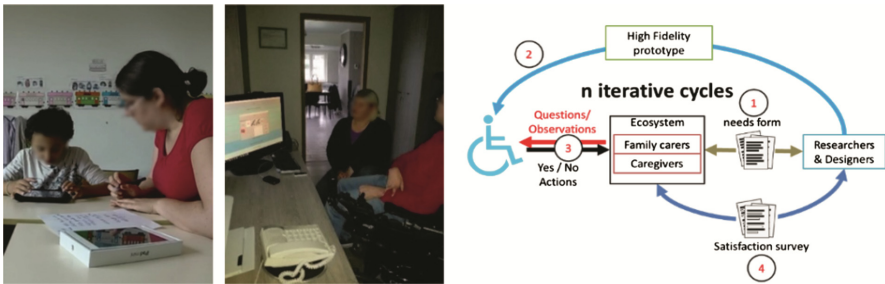 High Fidelity
prototype
2
n iterative cycles
1
needs form
Questions/
Observations
3
Yes / No
Actions
Ecosystem
Family carers
Caregivers
Researchers
& Designers
Satisfaction survey
4